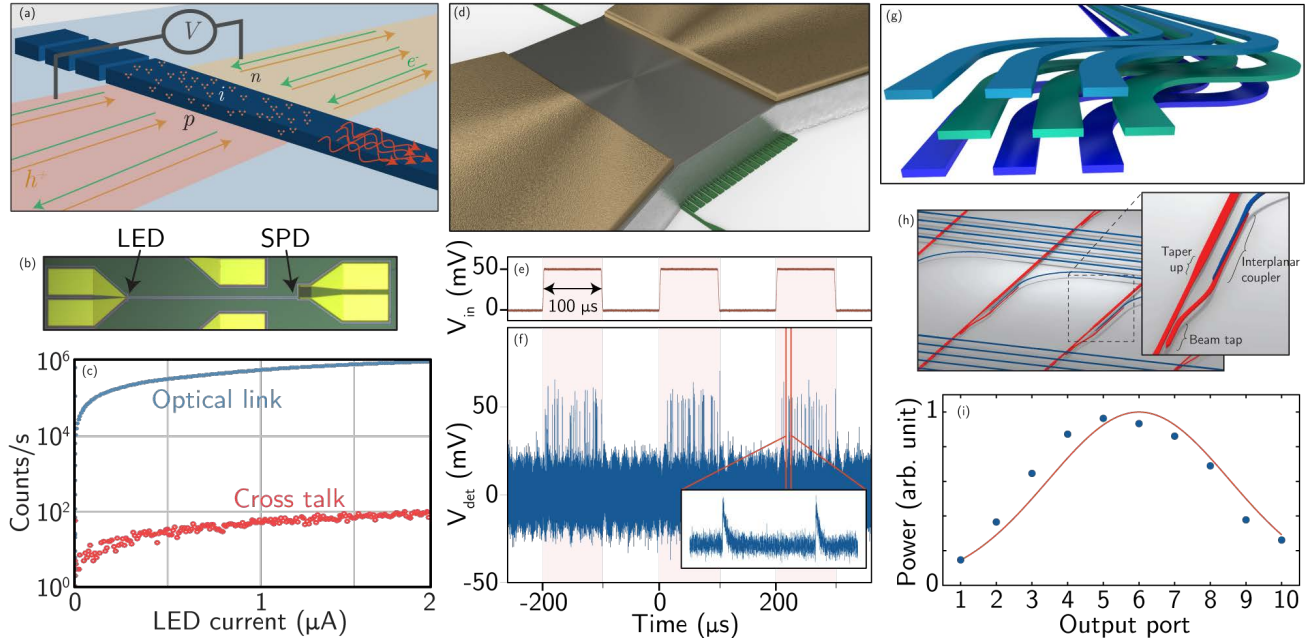 (a)
V
n
e-
i
p
h+
(b)
LED
SPD
(c)
Counts/s
10⁶
10⁴
10²
10⁰
Optical link
Cross talk
0
1
2
LED current (μA)
(d)
(e)
V_in (mV)
50
0
100 μs
(f)
V_det (mV)
50
0
-50
-200
0
200
Time (μs)
(g)
(h)
Taper
up
Interplanar
coupler
Beam tap
(i)
Power (arb. unit)
1
0
1 2 3 4 5 6 7 8 9 10
Output port